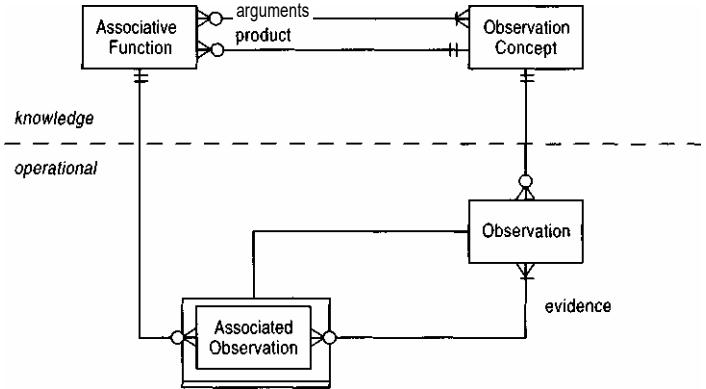 Associative
Function
arguments
product
Observation
Concept
knowledge
operational
Observation
evidence
Associated
Observation